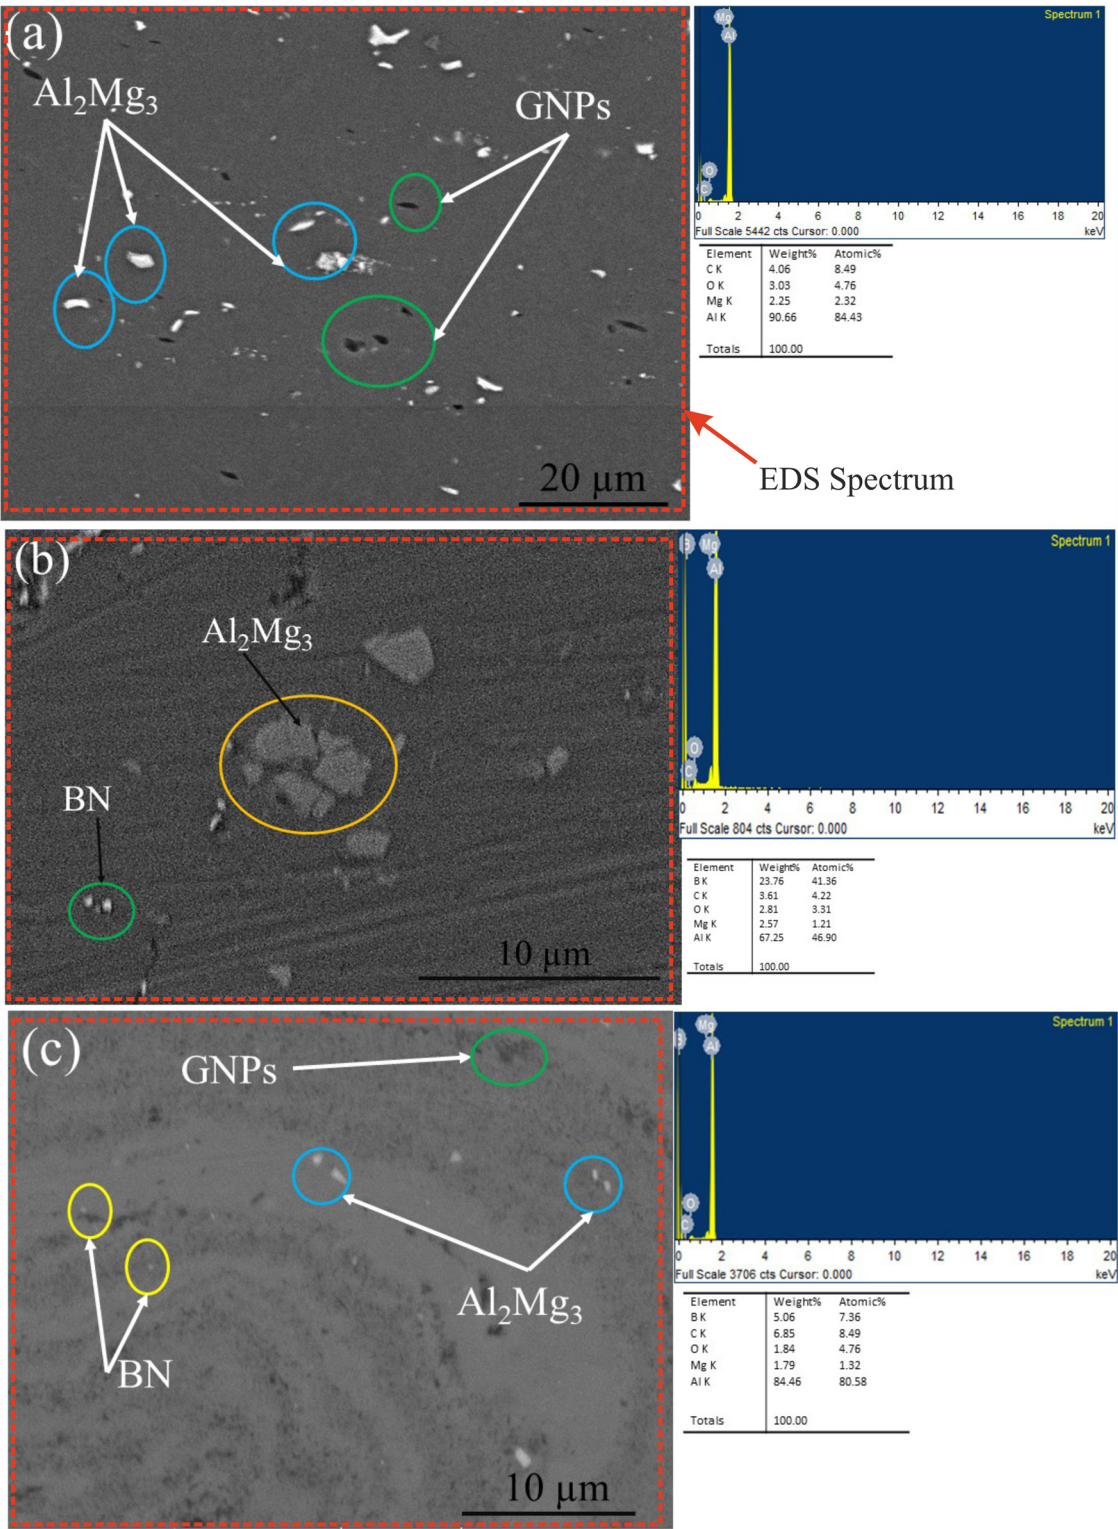 (a)
Al₂Mg₃
GNPs
20 µm
Spectrum 1
Mg
Al
O
C
0 2 4 6 8 10 12 14 16 18 20
Full Scale 5442 cts Cursor: 0.000 keV
Element Weight% Atomic%
C K 4.06 8.49
O K 3.03 4.76
Mg K 2.25 2.32
Al K 90.66 84.43
Totals 100.00
EDS Spectrum
(b)
Al₂Mg₃
BN
10 µm
Spectrum 1
B
Mg
Al
O
C
0 2 4 6 8 10 12 14 16 18 20
Full Scale 804 cts Cursor: 0.000 keV
Element Weight% Atomic%
B K 23.76 41.36
C K 3.61 4.22
O K 2.81 3.31
Mg K 2.57 1.21
Al K 67.25 46.90
Totals 100.00
(c)
GNPs
Al₂Mg₃
BN
10 µm
Spectrum 1
Mg
B
Al
O
C
0 2 4 6 8 10 12 14 16 18 20
Full Scale 3706 cts Cursor: 0.000 keV
Element Weight% Atomic%
B K 5.06 7.36
C K 6.85 8.49
O K 1.84 4.76
Mg K 1.79 1.32
Al K 84.46 80.58
Totals 100.00